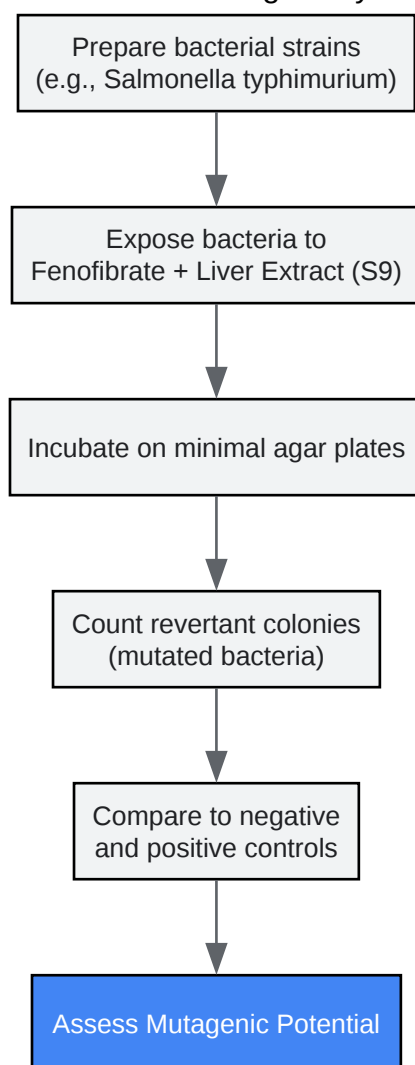 Prepare bacterial strains
(e.g., Salmonella typhimurium)
Expose bacteria to
Fenofibrate + Liver Extract (S9)
Incubate on minimal agar plates
Count revertant colonies
(mutated bacteria)
Compare to negative
and positive controls
Assess Mutagenic Potential